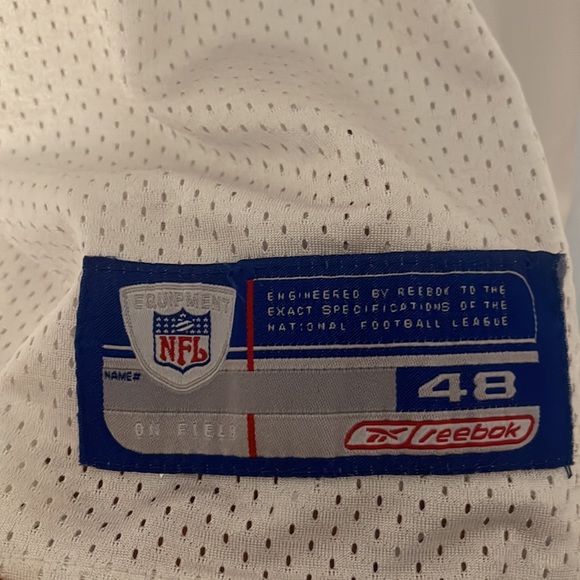 EQUIPMENT
NFL
ENGINEERED BY REEBOK TO THE
EXACT SPECIFICATIONS OF THE
NATIONAL FOOTBALL LEAGUE
NAME#
48
ON FIELD
Reebok